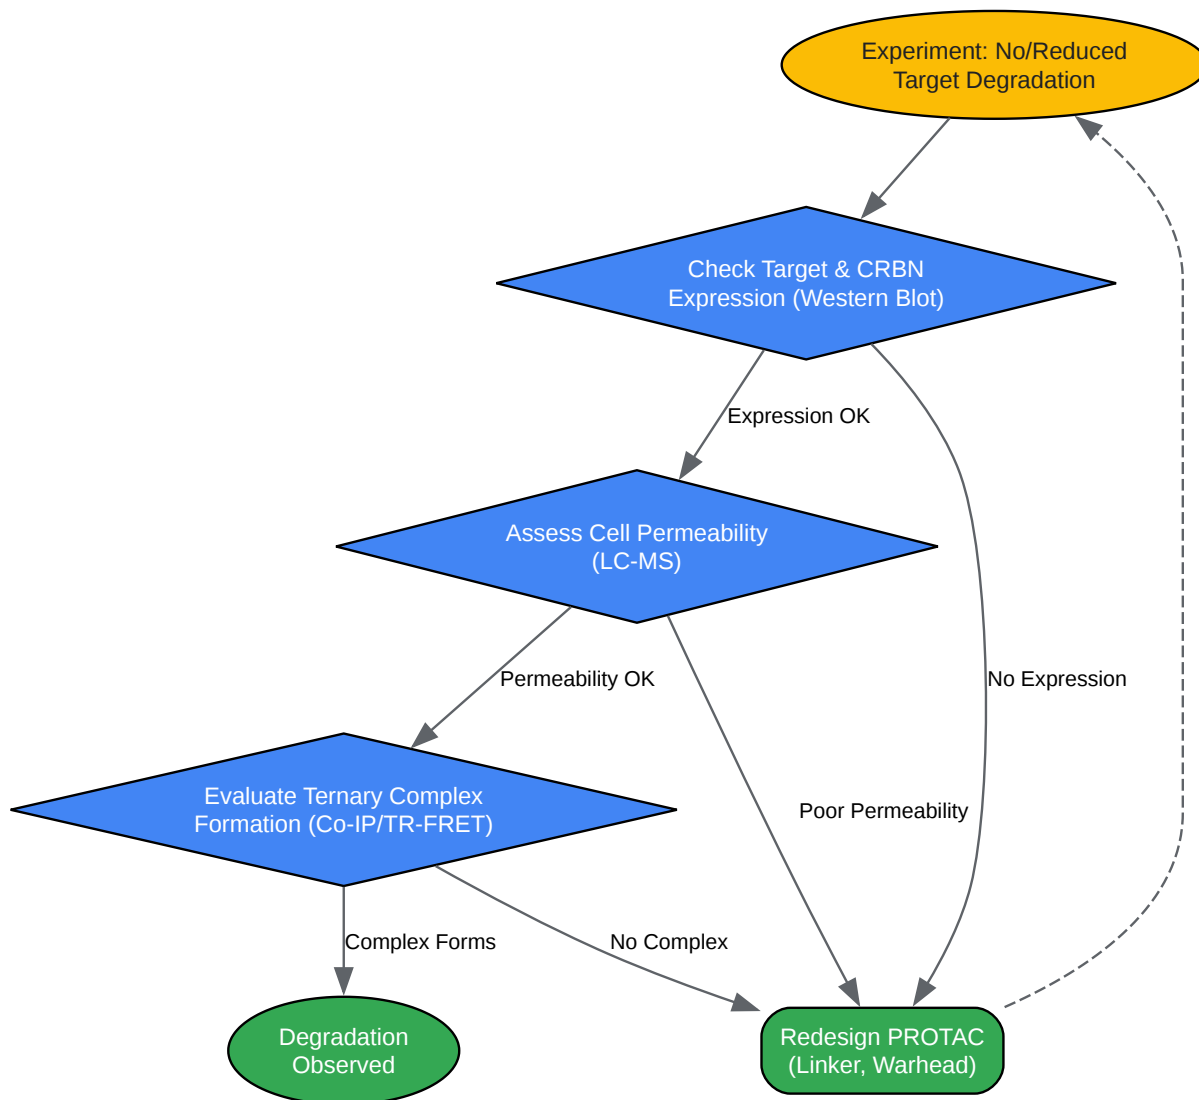 Experiment: No/Reduced
Target Degradation
Check Target & CRBN
Expression (Western Blot)
Expression OK
Assess Cell Permeability
(LC-MS)
Permeability OK
No Expression
Evaluate Ternary Complex
Formation (Co-IP/TR-FRET)
Poor Permeability
Complex Forms
No Complex
Degradation
Observed
Redesign PROTAC
(Linker, Warhead)